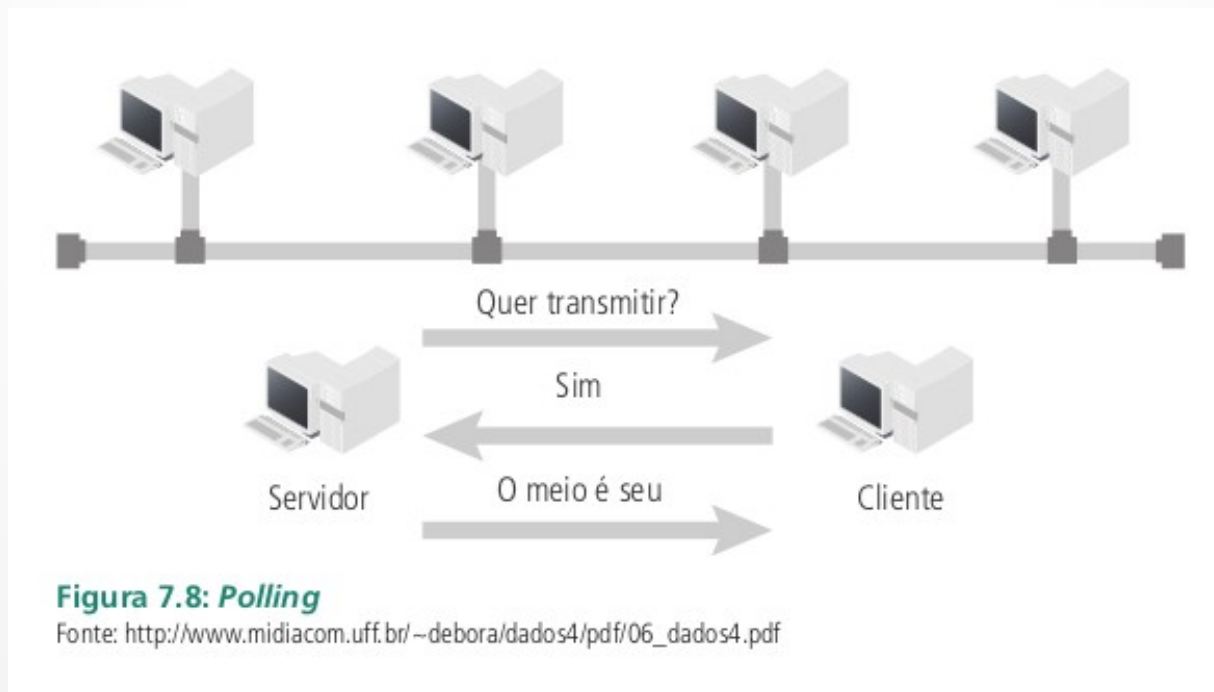 Quer transmitir?
Sim
O meio é seu
Servidor
Cliente
Figura 7.8: Polling
Fonte: http://www.midiacom.uff.br/~debora/dados4/pdf/06_dados4.pdf